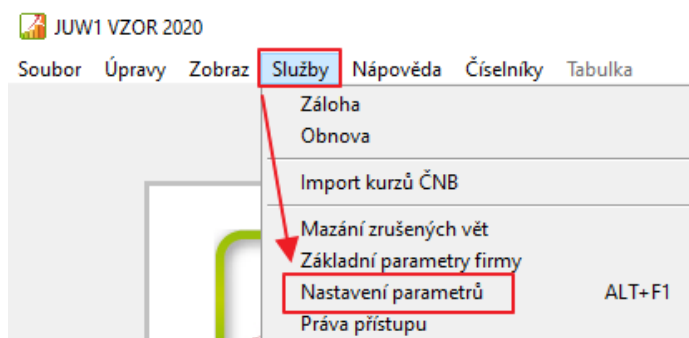 JUW1 VZOR 2020
Soubor Úpravy Zobraz Služby Nápověda Číselníky Tabulka
Záloha
Obnova
Import kurzů ČNB
Mazání zrušených vět
Základní parametry firmy
Nastavení parametrů ALT+F1
Práva přístupu